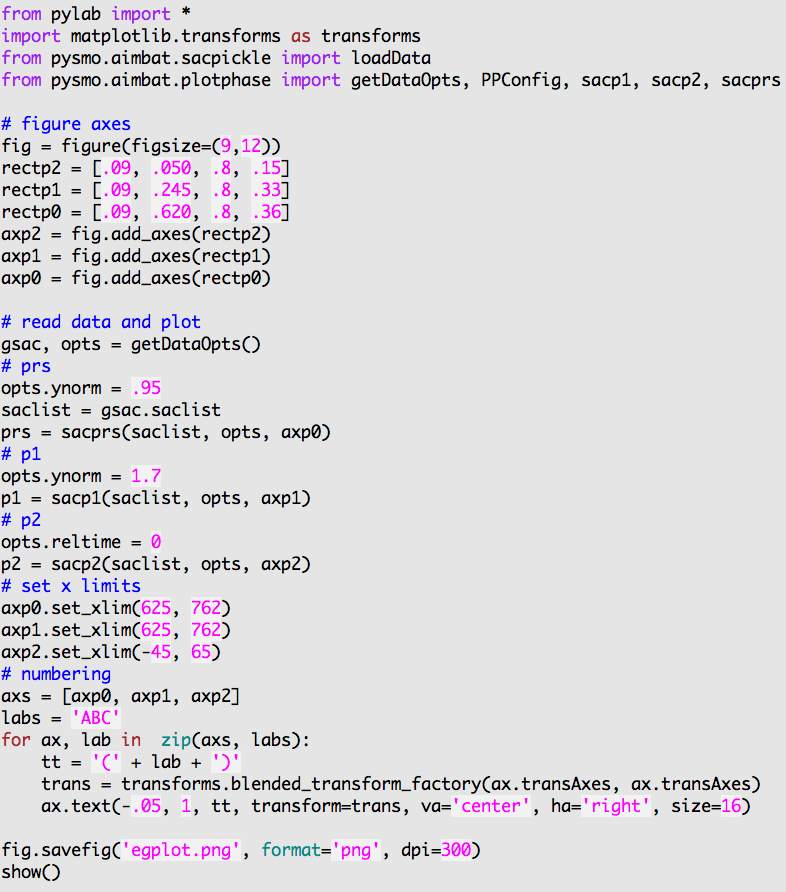 from pylab import *
import matplotlib.transforms as transforms
from pysmo.aimbat.sacpickle import loadData
from pysmo.aimbat.plotphase import getDataOpts, PPConfig, sacp1, sacp2, sacprs

# figure axes
fig = figure(figsize=(9,12))
rectp2 = [.09, .050, .8, .15]
rectp1 = [.09, .245, .8, .33]
rectp0 = [.09, .620, .8, .36]
axp2 = fig.add_axes(rectp2)
axp1 = fig.add_axes(rectp1)
axp0 = fig.add_axes(rectp0)

# read data and plot
gsac, opts = getDataOpts()
# prs
opts.ynorm = .95
saclist = gsac.saclist
prs = sacprs(saclist, opts, axp0)
# p1
opts.ynorm = 1.7
p1 = sacp1(saclist, opts, axp1)
# p2
opts.reltime = 0
p2 = sacp2(saclist, opts, axp2)
# set x limits
axp0.set_xlim(625, 762)
axp1.set_xlim(625, 762)
axp2.set_xlim(-45, 65)
# numbering
axs = [axp0, axp1, axp2]
labs = 'ABC'
for ax, lab in  zip(axs, labs):
    tt = '(' + lab + ')'
    trans = transforms.blended_transform_factory(ax.transAxes, ax.transAxes)
    ax.text(-.05, 1, tt, transform=trans, va='center', ha='right', size=16)

fig.savefig('egplot.png', format='png', dpi=300)
show()